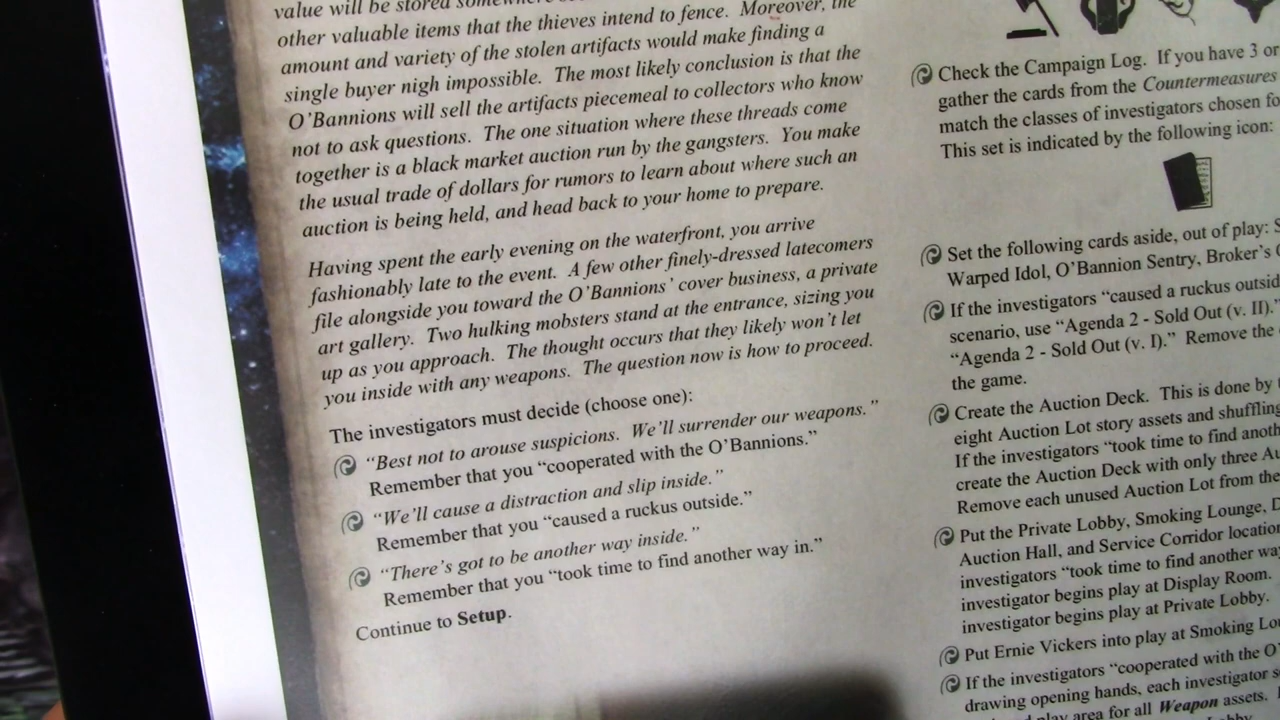 value will be stored somewhere
other valuable items that the thieves intend to fence. Moreover, the
amount and variety of the stolen artifacts would make finding a
single buyer nigh impossible. The most likely conclusion is that the
O'Bannions will sell the artifacts piecemeal to collectors who know
not to ask questions. The one situation where these threads come
together is a black market auction run by the gangsters. You make
the usual trade of dollars for rumors to learn about where such an
auction is being held, and head back to your home to prepare.
Having spent the early evening on the waterfront, you arrive
fashionably late to the event. A few other finely-dressed latecomers
file alongside you toward the O'Bannions' cover business, a private
art gallery. Two hulking mobsters stand at the entrance, sizing you
up as you approach. The thought occurs that they likely won't let
you inside with any weapons. The question now is how to proceed.
The investigators must decide (choose one):
"Best not to arouse suspicions. We'll surrender our weapons."
Remember that you "cooperated with the O'Bannions."
"We'll cause a distraction and slip inside."
Remember that you "caused a ruckus outside."
"There's got to be another way inside."
Remember that you "took time to find another way in."
Continue to Setup.
Check the Campaign Log. If you have 3 or
gather the cards from the Countermeasures
match the classes of investigators chosen
This set is indicated by the following icon:
Set the following cards aside, out of play:
Warped Idol, O'Bannion Sentry, Broker's
If the investigators "caused a ruckus
scenario, use "Agenda 2 - Sold Out (v. II)."
"Agenda 2 - Sold Out (v. I)." Remove the
the game.
Create the Auction Deck. This is done by
eight Auction Lot story assets and shuffling
If the investigators "took time to find
create the Auction Deck with only three
Remove each unused Auction Lot from the
Put the Private Lobby, Smoking Lounge,
Auction Hall, and Service Corridor
investigators "took time to find another
investigator begins play at Display Room.
investigator begins play at Private Lobby.
Put Ernie Vickers into play at Smoking
If the investigators "cooperated with the
drawing opening hands, each investigator
play area for all Weapon assets.